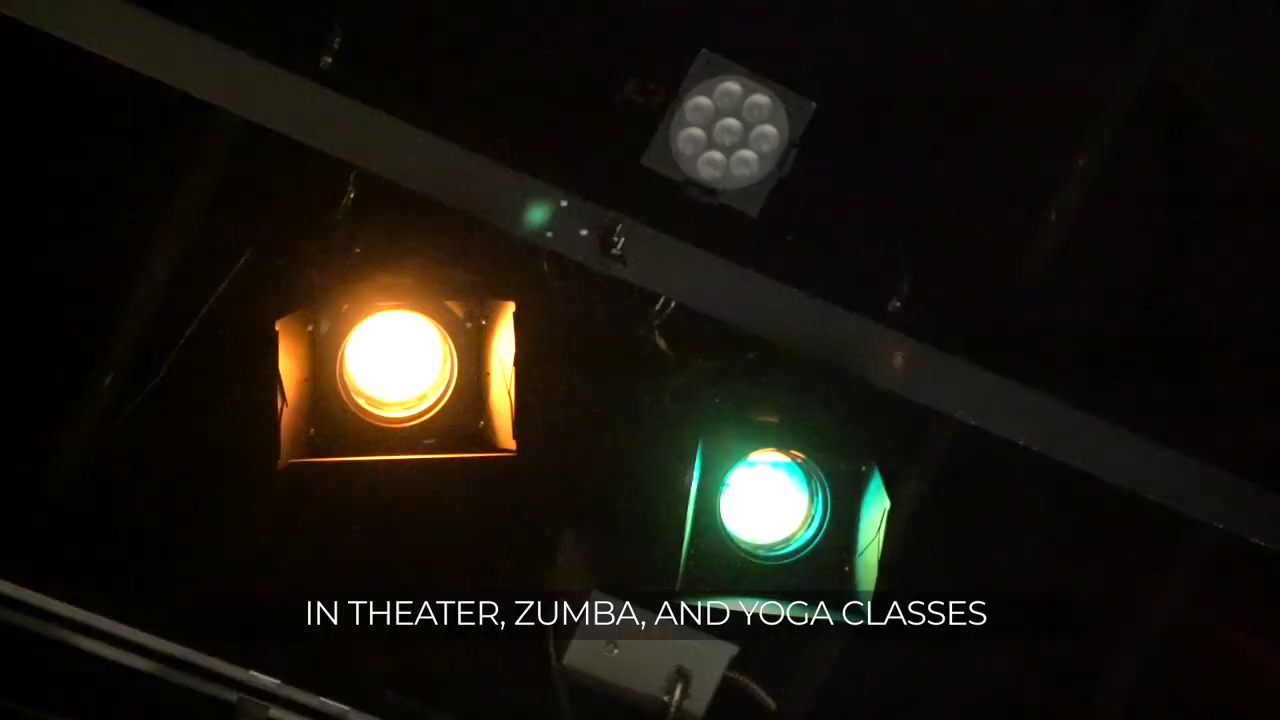 IN THEATER, ZUMBA, AND YOGA CLASSES